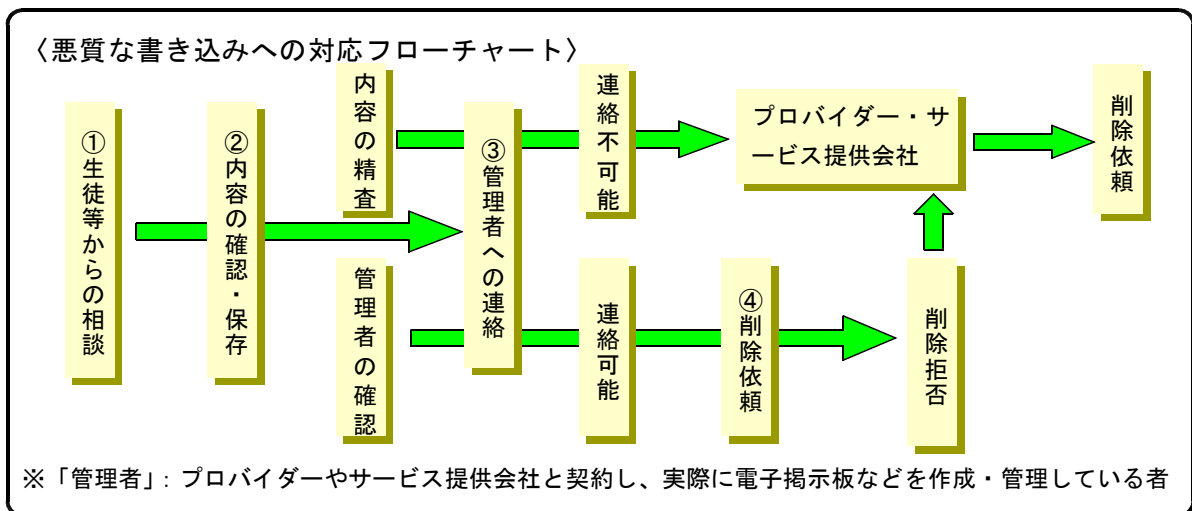 〈悪質な書き込みへの対応フローチャート〉
①生徒等からの相談
②内容の確認・保存
内容の精査
管理者の確認
③管理者への連絡
連絡不可能
連絡可能
④削除依頼
プロバイダー・サ
ービス提供会社
削除拒否
削除依頼
※「管理者」：プロバイダーやサービス提供会社と契約し、実際に電子掲示板などを作成・管理している者